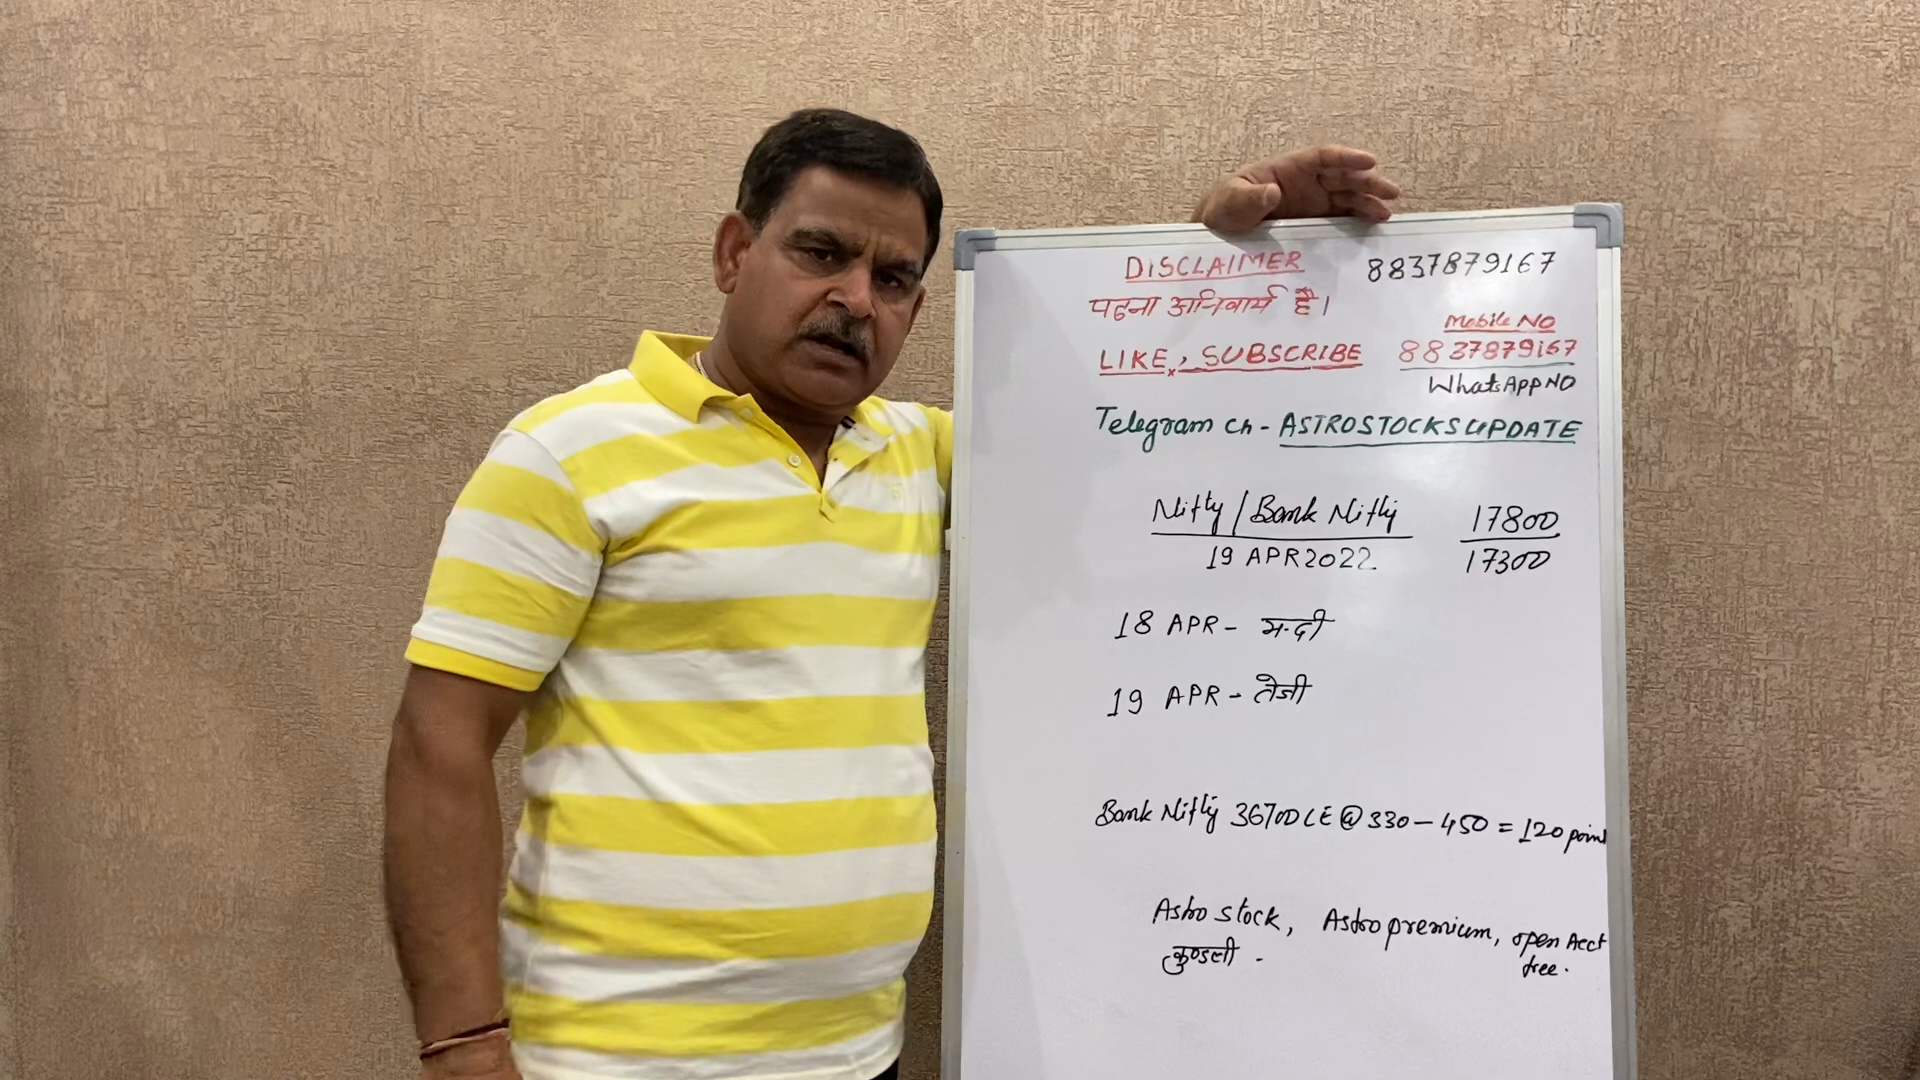 DISCLAIMER 8837879167
पढना अनिवार्य है।
Mobile NO
LIKE, SUBSCRIBE 8837879167
WhatsAPP NO
Telegram ch - ASTROSTOCKSUPDATE
Nifty / Bank Nifty 17800
19 APR 2022 17300
18 APR - मन्दी
19 APR - तेजी
Bank Nifty 36700 CE @ 330 - 450 = 120 point
Astro stock, Astro premium, open Acct
कुण्डली - free.